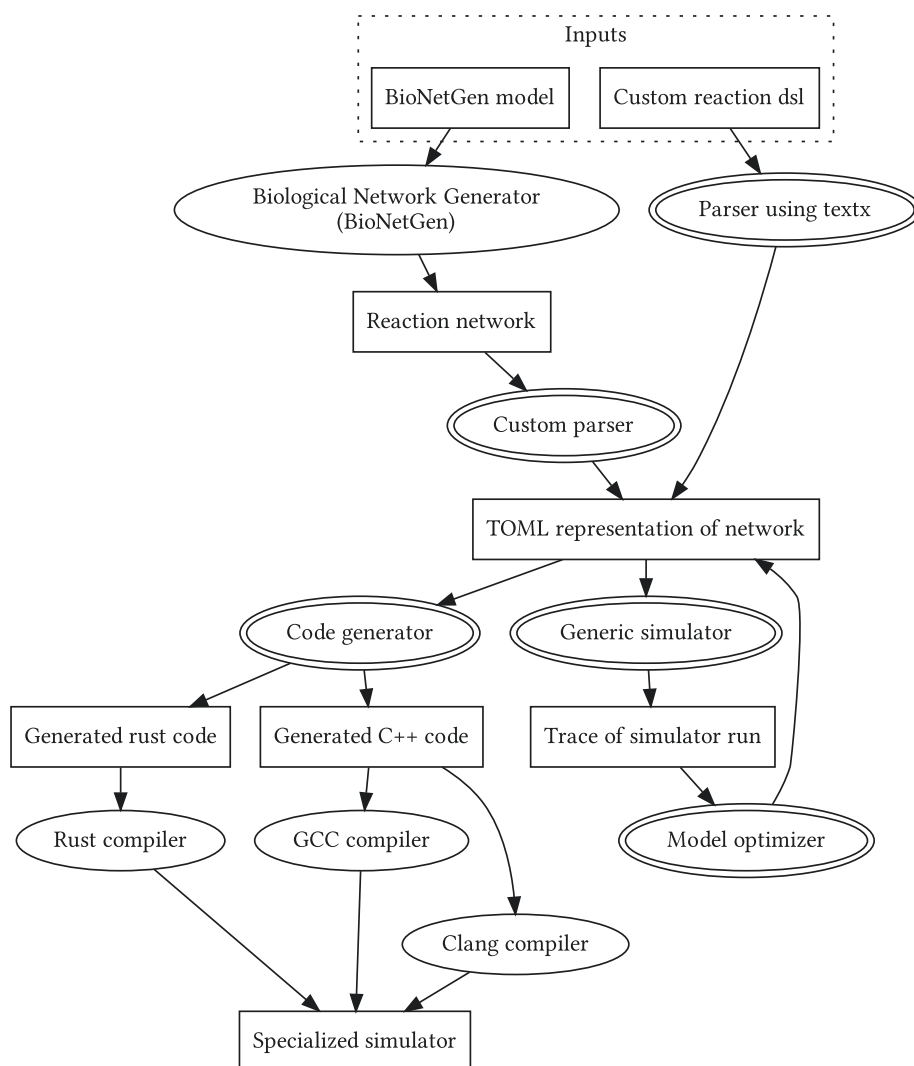 Inputs
BioNetGen model
Custom reaction dsl
Biological Network Generator
(BioNetGen)
Parser using textx
Reaction network
Custom parser
TOML representation of network
Code generator
Generic simulator
Generated rust code
Generated C++ code
Trace of simulator run
Rust compiler
GCC compiler
Model optimizer
Clang compiler
Specialized simulator